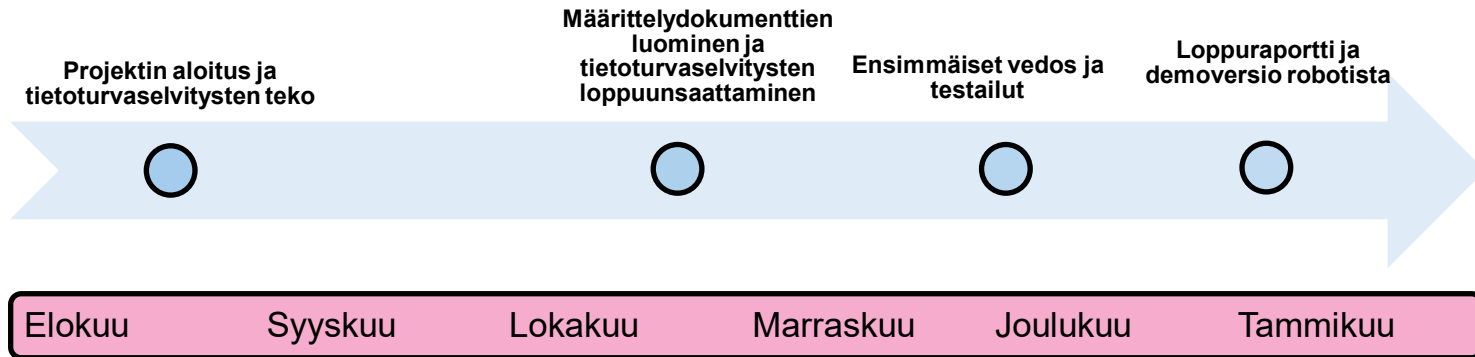 Projektin aloitus ja
tietoturvaselvitysten teko
Määrittelydokumenttien
luominen ja
tietoturvaselvitysten
loppuunsaattaminen
Ensimmäiset vedos ja
testailut
Loppuraportti ja
demoversio robotista
Elokuu Syyskuu Lokakuu Marraskuu Joulukuu Tammikuu